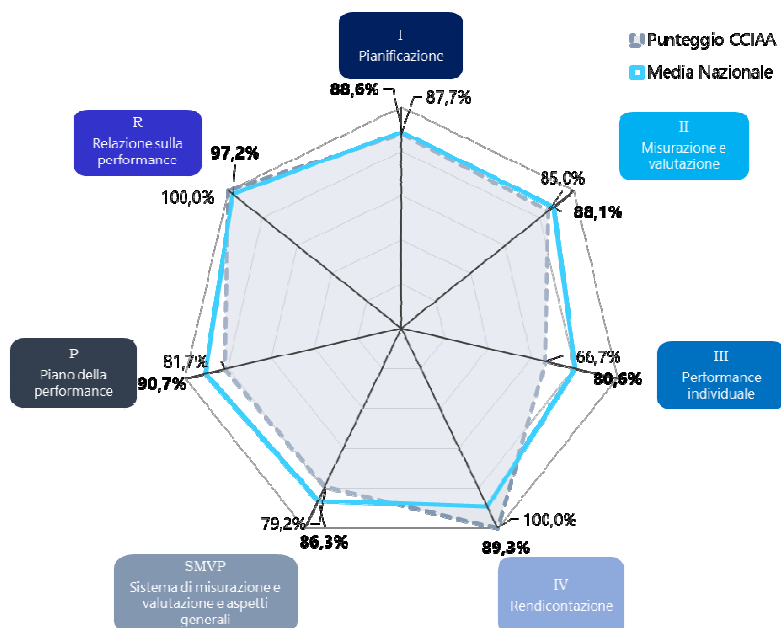 I
Pianificazione
88,6%
87,7%
Punteggio CCIAA
Media Nazionale
R
Relazione sulla
performance
97,2%
100,0%
II
Misurazione e
valutazione
85,0%
88,1%
P
Piano della
performance
81,7%
90,7%
66,7%
80,6%
III
Performance
individuale
79,2%
86,3%
100,0%
89,3%
SMVP
Sistema di misurazione e
valutazione e aspetti
generali
IV
Rendicontazione